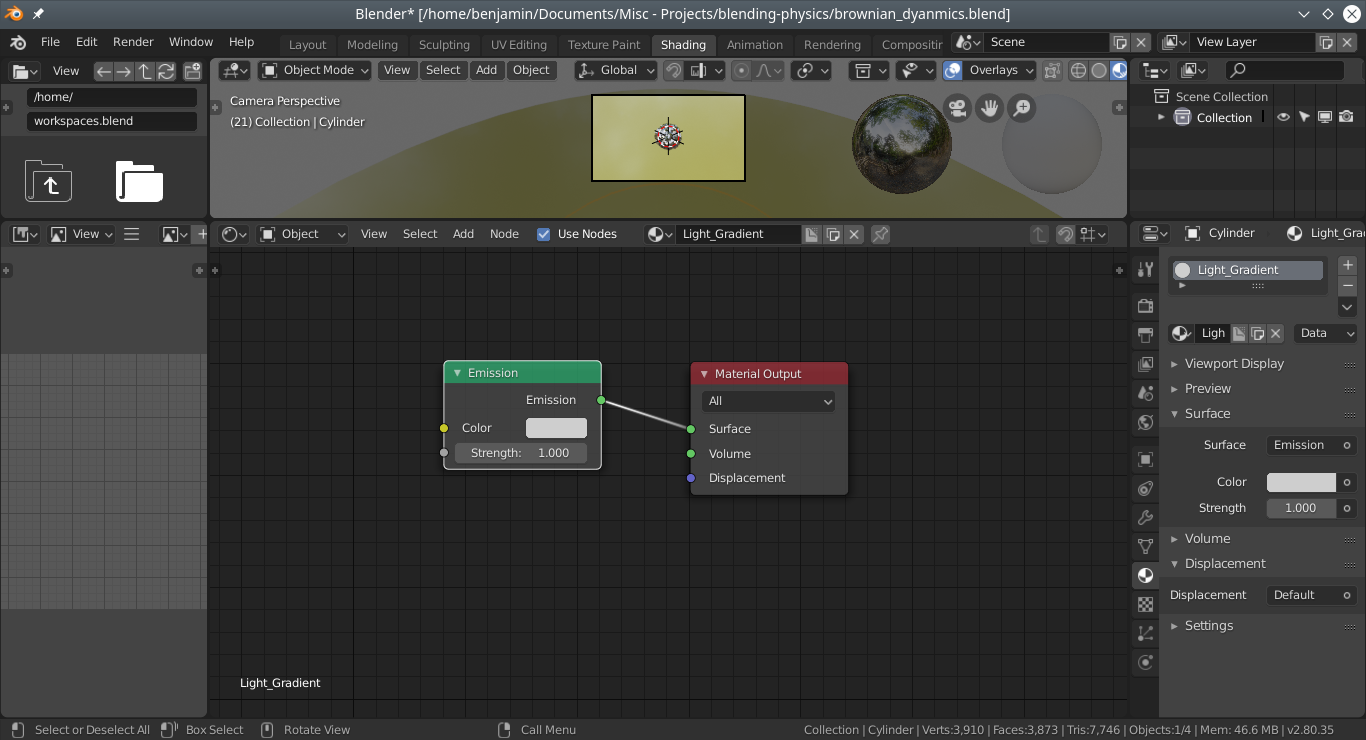 Blender* [/home/benjamin/Documents/Misc - Projects/blending-physics/brownian_dyanmics.blend]
File Edit Render Window Help Layout Modeling Sculpting UV Editing Texture Paint Shading Animation Rendering Compositir Scene View Layer
View Object Mode View Select Add Object Global Overlays
/home/
workspaces.blend
Camera Perspective
(21) Collection | Cylinder
Scene Collection
Collection
View Object View Select Add Node Use Nodes Light_Gradient Cylinder Light_Gra
Light_Gradient
Ligh Data
Viewport Display
Preview
Surface
Surface Emission
Color
Strength 1.000
Volume
Displacement
Displacement Default
Settings
Emission
Emission
Color
Strength: 1.000
Material Output
All
Surface
Volume
Displacement
Light_Gradient
Select or Deselect All Box Select Rotate View Call Menu Collection | Cylinder | Verts:3,910 | Faces:3,873 | Tris:7,746 | Objects:1/4 | Mem: 46.6 MB | v2.80.35